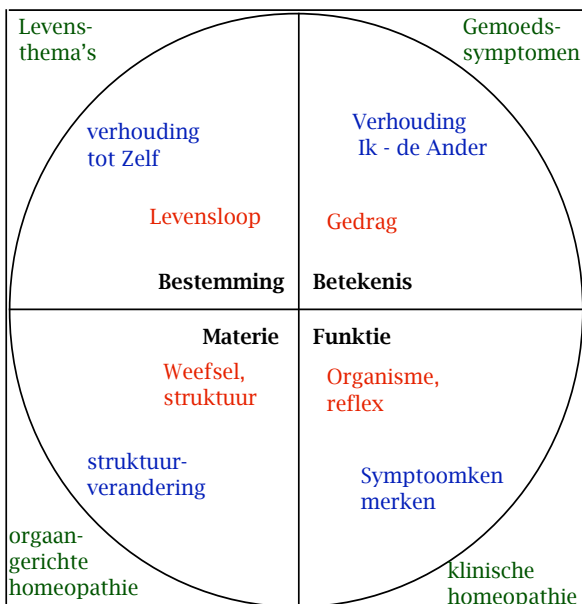 Levens-
thema's
Gemoeds-
symptomen
verhouding
tot Zelf
Verhouding
Ik - de Ander
Levensloop
Gedrag
Bestemming
Betekenis
Materie
Funktie
Weefsel,
struktuur
Organisme,
reflex
struktuur-
verandering
Symptoomken
merken
orgaan-
gerichte
homeopathie
klinische
homeopathie